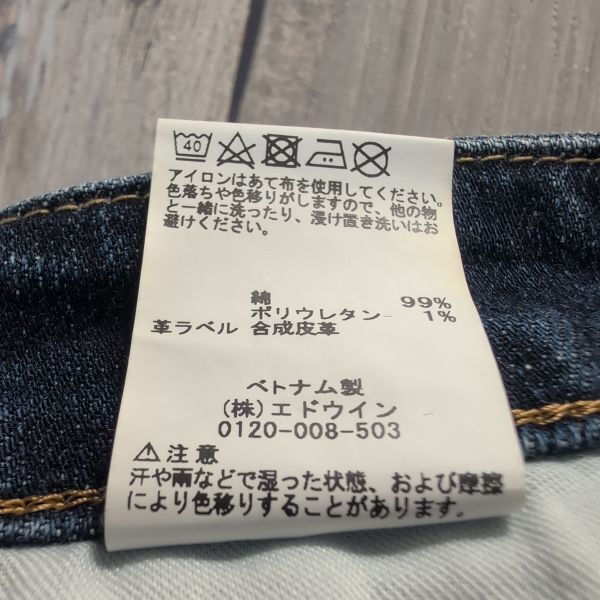 40
アイロンはあて布を使用してください。
色落ちや色移りがしますので、他の物
と一緒に洗ったり、浸け置き洗いはお
避けください。
綿 99%
ポリウレタン 1%
革ラベル 合成皮革
ベトナム製
(株)エドウイン
0120-008-503
⚠注意
汗や雨などで湿った状態、および摩擦
により色移りすることがあります。